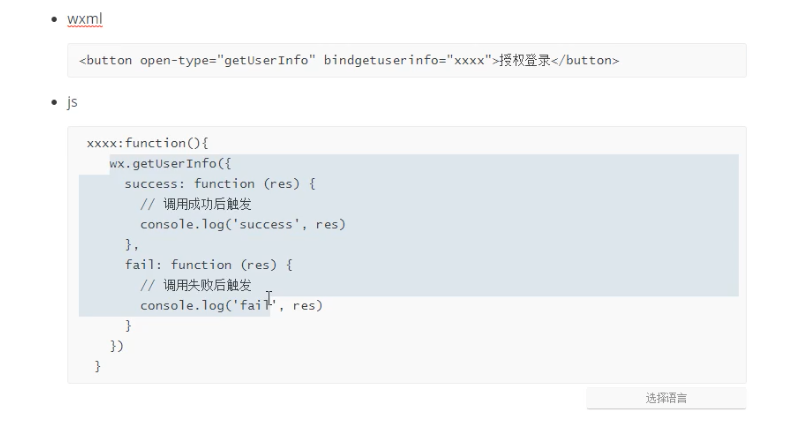 wxml
<button open-type="getUserInfo" bindgetuserinfo="xxxx">授权登录</button>
js
xxxx:function(){
wx.getUserInfo({
success: function (res) {
// 调用成功后触发
console.log('success', res)
},
fail: function (res) {
// 调用失败后触发
console.log('fail', res)
}
})
}
选择语言